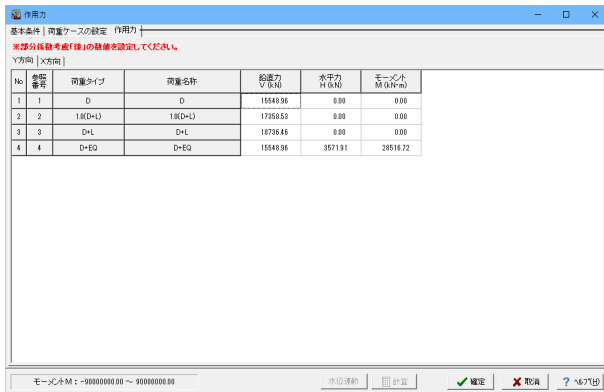 作用力
基本条件 荷重ケースの設定 作用力
※部分係数考慮「後」の数値を設定してください。
Y方向 X方向
No 参照番号 荷重タイプ 荷重名称 鉛直力 V (kN) 水平力 H (kN) モーメント M (kN・m)
1 1 D D 15548.96 0.00 0.00
2 2 1.0(D+L) 1.0(D+L) 17358.53 0.00 0.00
3 3 D+L D+L 18736.46 0.00 0.00
4 4 D+EQ D+EQ 15548.96 3571.91 28516.72
モーメントM : -90000000.00 ～ 90000000.00 水位連動 計算 確定 取消 ? ヘルプ(H)